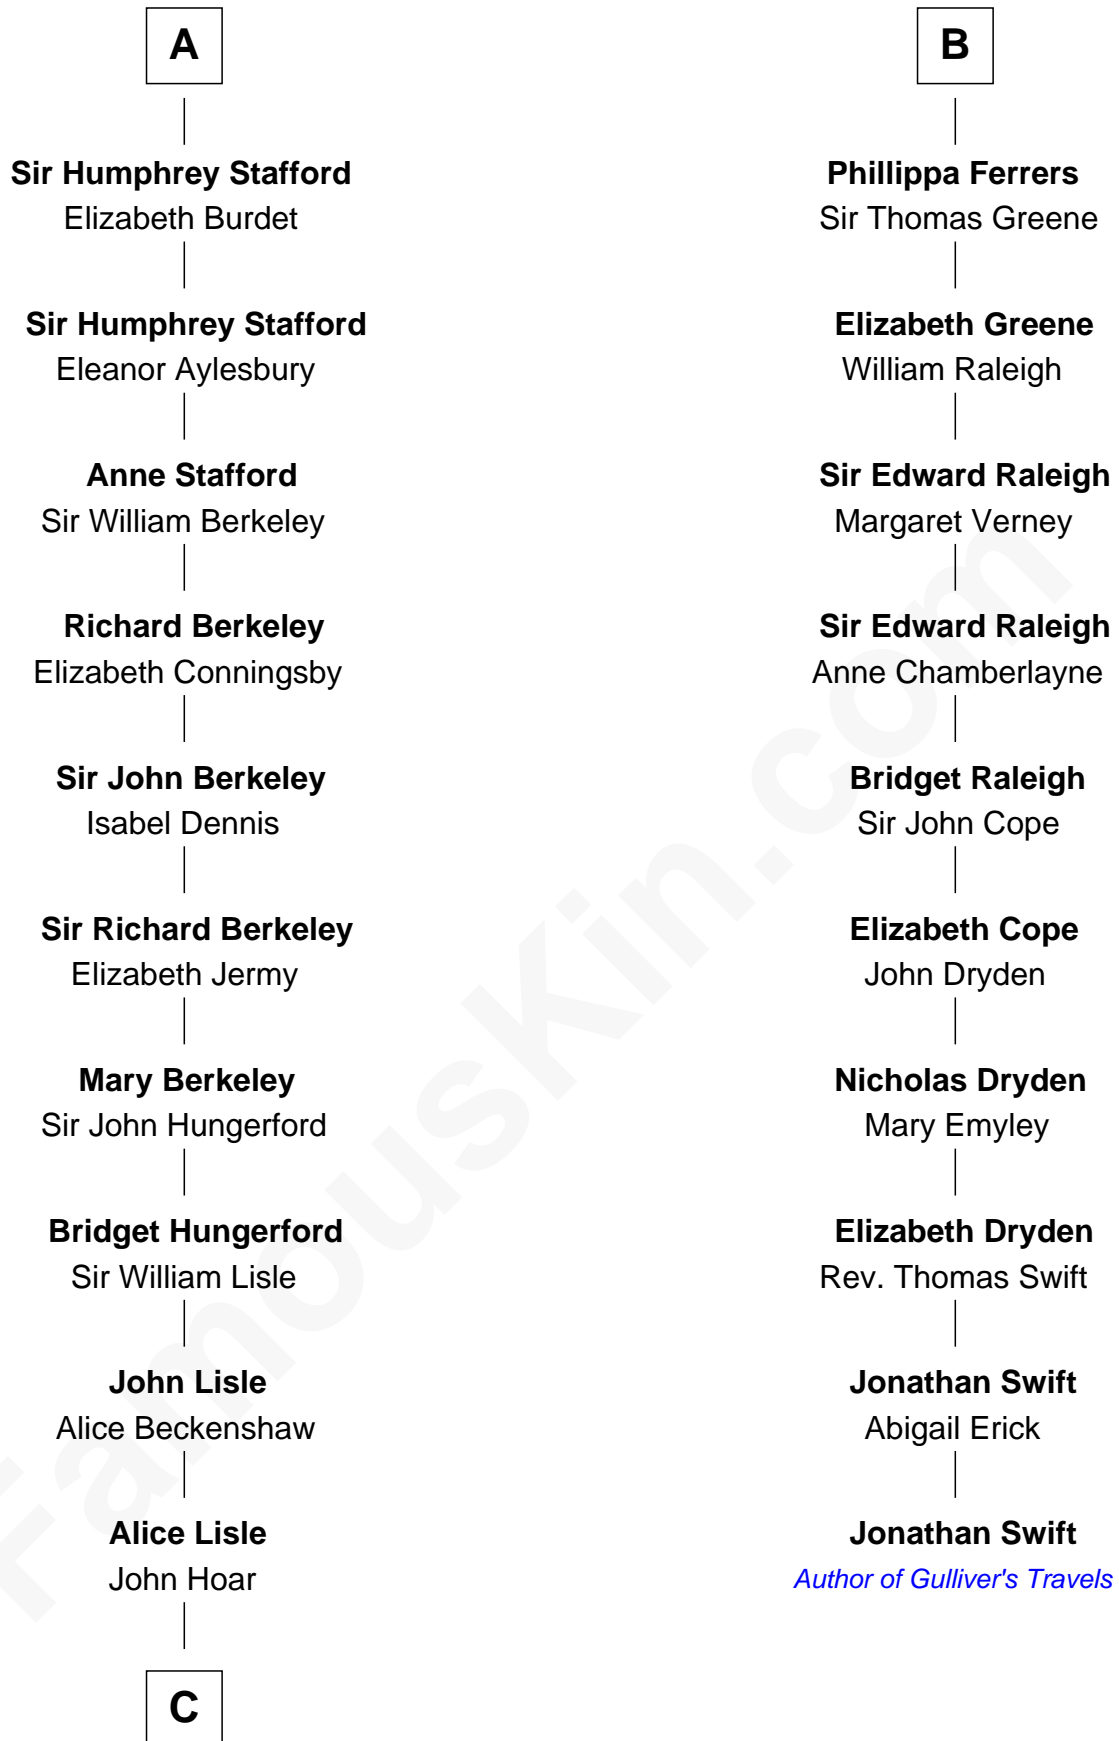 A
Sir Humphrey Stafford
Elizabeth Burdet
Sir Humphrey Stafford
Eleanor Aylesbury
Anne Stafford
Sir William Berkeley
Richard Berkeley
Elizabeth Conningsby
Sir John Berkeley
Isabel Dennis
Sir Richard Berkeley
Elizabeth Jermy
Mary Berkeley
Sir John Hungerford
Bridget Hungerford
Sir William Lisle
John Lisle
Alice Beckenshaw
Alice Lisle
John Hoar
C
B
Phillippa Ferrers
Sir Thomas Greene
Elizabeth Greene
William Raleigh
Sir Edward Raleigh
Margaret Verney
Sir Edward Raleigh
Anne Chamberlayne
Bridget Raleigh
Sir John Cope
Elizabeth Cope
John Dryden
Nicholas Dryden
Mary Emyley
Elizabeth Dryden
Rev. Thomas Swift
Jonathan Swift
Abigail Erick
Jonathan Swift
Author of Gulliver's Travels
FamousKin.com